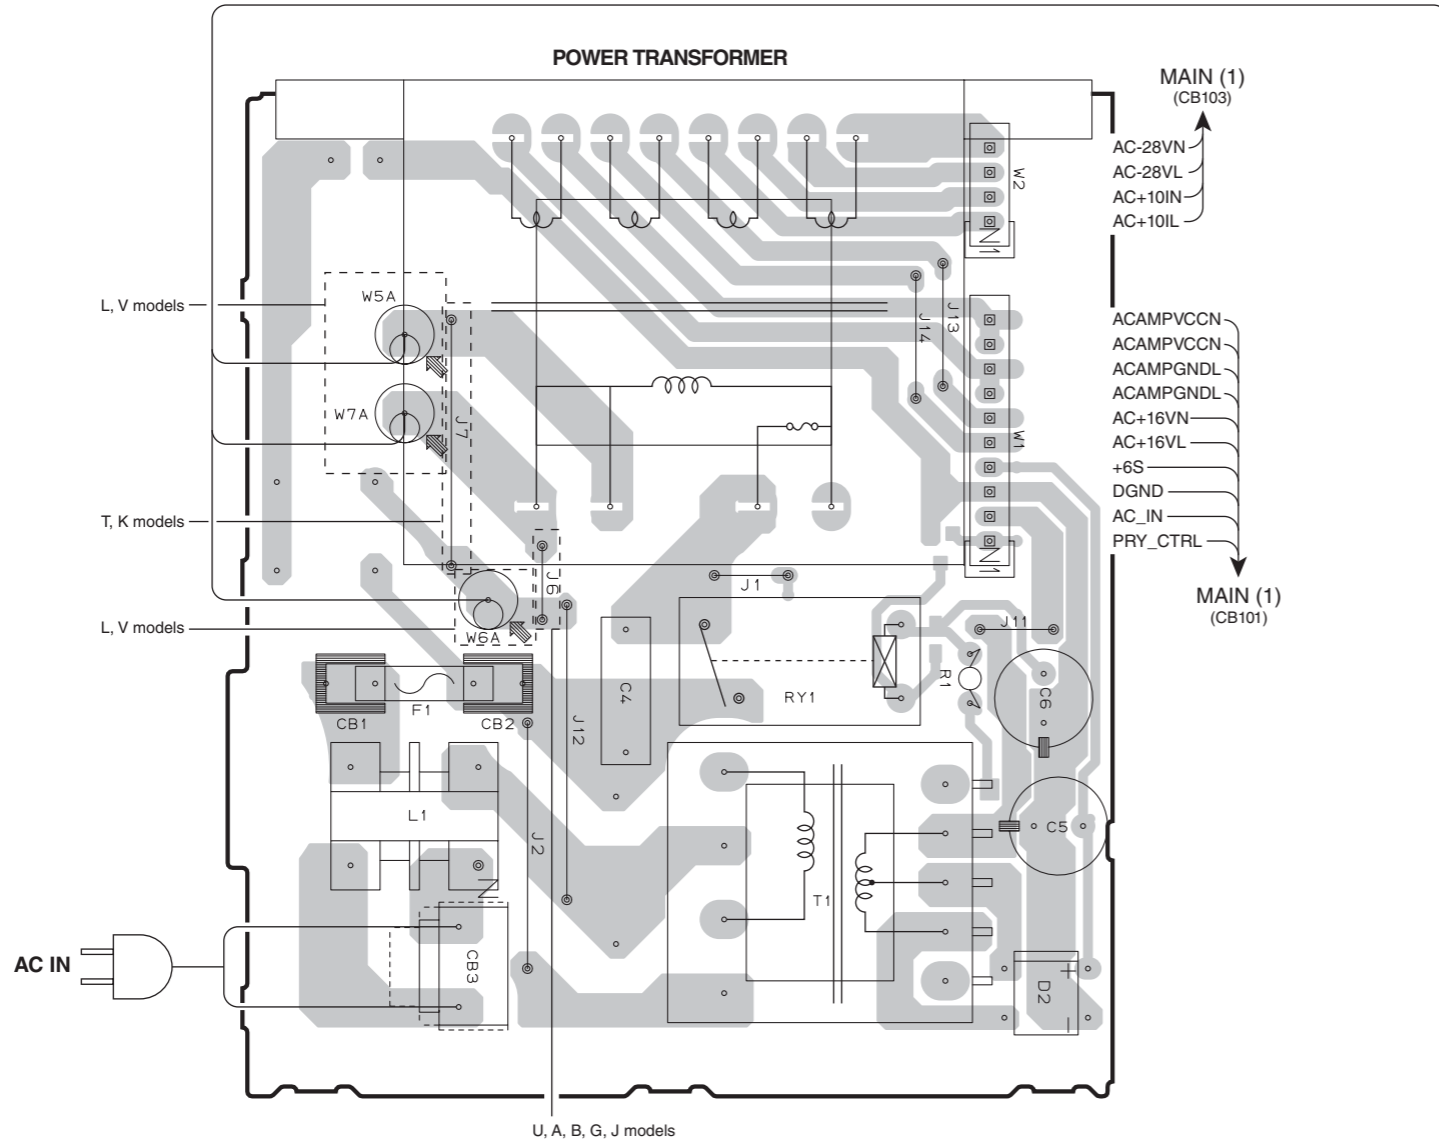 POWER TRANSFORMER
MAIN (1)
(CB103)
AC-28VN
AC-28VL
AC+10IN
AC+10IL
W2
N1
L, V models
W5A
W7A
J7
J14
J13
ACAMPVCCN
ACAMPVCCN
ACAMPGNDL
ACAMPGNDL
AC+16VN
AC+16VL
+6S
DGND
AC_IN
PRY_CTRL
W1
N1
MAIN (1)
(CB101)
T, K models
L, V models
J6
W6A
J1
J11
CB1
F1
CB2
J12
C4
RY1
R1
C6
L1
J2
T1
C5
N
AC IN
CB3
D2
+
−
U, A, B, G, J models